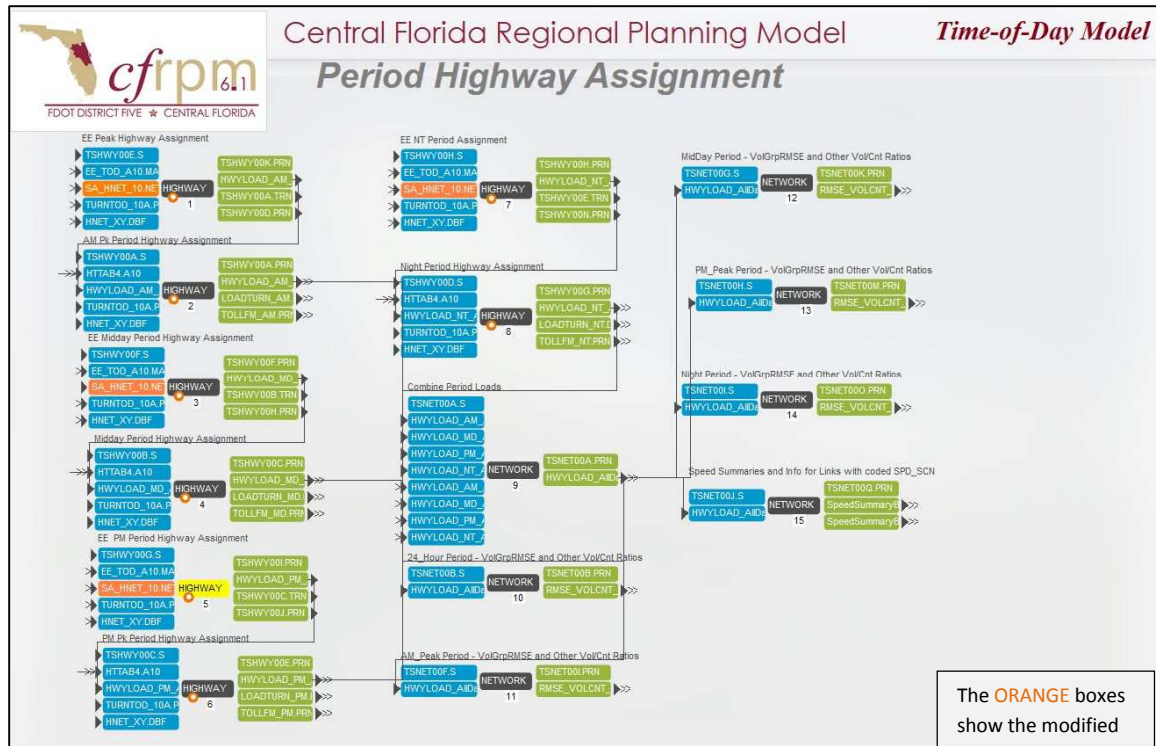 Central Florida Regional Planning Model
Time-of-Day Model
Period Highway Assignment
cfrpm 6.1
FDOT DISTRICT FIVE ★ CENTRAL FLORIDA
EE Peak Highway Assignment
TSHWY00E.S
EE_TOD_A10.MA
SA_HNET_10.NE
TURNTOD_10A.P
HNET_XY.DBF
HIGHWAY
1
TSHWY00K.PRN
HWYLOAD_AM_
TSHWY00A.TRN
TSHWY00D.PRN
AM Pk Period Highway Assignment
TSHWY00A.S
HTTAB4.A10
HWYLOAD_AM_
TURNTOD_10A.P
HNET_XY.DBF
HIGHWAY
2
TSHWY00A.PRN
HWYLOAD_AM_
LOADTURN_AM.
TOLLFM_AM.PRN
EE Midday Period Highway Assignment
TSHWY00F.S
EE_TOD_A10.MA
SA_HNET_10.NE
TURNTOD_10A.P
HNET_XY.DBF
HIGHWAY
3
TSHWY00F.PRN
HWYLOAD_MD_
TSHWY00B.TRN
TSHWY00H.PRN
Midday Period Highway Assignment
TSHWY00B.S
HTTAB4.A10
HWYLOAD_MD_
TURNTOD_10A.P
HNET_XY.DBF
HIGHWAY
4
TSHWY00C.PRN
HWYLOAD_MD_
LOADTURN_MD.
TOLLFM_MD.PRN
EE PM Period Highway Assignment
TSHWY00G.S
EE_TOD_A10.MA
SA_HNET_10.NE
TURNTOD_10A.P
HNET_XY.DBF
HIGHWAY
5
TSHWY00I.PRN
HWYLOAD_PM_
TSHWY00C.TRN
TSHWY00J.PRN
PM Pk Period Highway Assignment
TSHWY00C.S
HTTAB4.A10
HWYLOAD_PM_A
TURNTOD_10A.P
HNET_XY.DBF
HIGHWAY
6
TSHWY00E.PRN
HWYLOAD_PM_
LOADTURN_PM.
TOLLFM_PM.PRN
EE NT Period Assignment
TSHWY00H.S
EE_TOD_A10.MA
SA_HNET_10.NE
TURNTOD_10A.P
HNET_XY.DBF
HIGHWAY
7
TSHWY00H.PRN
HWYLOAD_NT_
TSHWY00E.TRN
TSHWY00N.PRN
Night Period Highway Assignment
TSHWY00D.S
HTTAB4.A10
HWYLOAD_NT_A
TURNTOD_10A.P
HNET_XY.DBF
HIGHWAY
8
TSHWY00G.PRN
HWYLOAD_NT_
LOADTURN_NT.
TOLLFM_NT.PRN
Combine Period Loads
TSNET00A.S
HWYLOAD_AM_
HWYLOAD_MD_
HWYLOAD_PM_
HWYLOAD_NT_A
HWYLOAD_AM_
HWYLOAD_MD_
HWYLOAD_PM_
HWYLOAD_NT_A
NETWORK
9
TSNET00A.PRN
HWYLOAD_AllDa
24_Hour Period - VolGrpRMSE and Other Vol/Cnt Ratios
TSNET00B.S
HWYLOAD_AllDa
NETWORK
10
TSNET00B.PRN
RMSE_VOLCNT_
AM_Peak Period - VolGrpRMSE and Other Vol/Cnt Ratios
TSNET00F.S
HWYLOAD_AllDa
NETWORK
11
TSNET00I.PRN
RMSE_VOLCNT_
MidDay Period - VolGrpRMSE and Other Vol/Cnt Ratios
TSNET00G.S
HWYLOAD_AllDa
NETWORK
12
TSNET00K.PRN
RMSE_VOLCNT_
PM_Peak Period - VolGrpRMSE and Other Vol/Cnt Ratios
TSNET00H.S
HWYLOAD_AllDa
NETWORK
13
TSNET00M.PRN
RMSE_VOLCNT_
Night Period - VolGrpRMSE and Other Vol/Cnt Ratios
TSNET00I.S
HWYLOAD_AllDa
NETWORK
14
TSNET00O.PRN
RMSE_VOLCNT_
Speed Summaries and Info for Links with coded SPD_SCN
TSNET00J.S
HWYLOAD_AllDa
NETWORK
15
TSNET00Q.PRN
SpeedSummaryE
SpeedSummaryE
The ORANGE boxes
show the modified